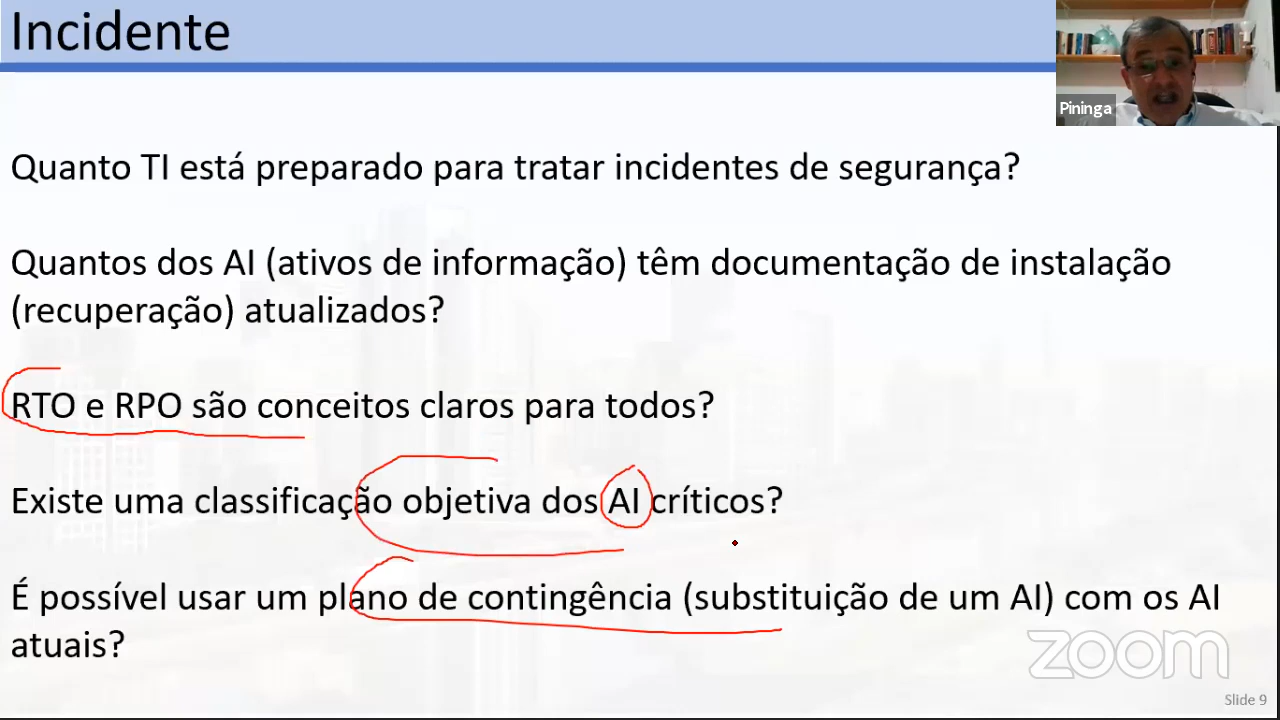 Incidente
Pininga
Quanto TI está preparado para tratar incidentes de segurança?
Quantos dos AI (ativos de informação) têm documentação de instalação
(recuperação) atualizados?
RTO e RPO são conceitos claros para todos?
Existe uma classificação objetiva dos AI críticos?
É possível usar um plano de contingência (substituição de um AI) com os AI
atuais?
zoom
Slide 9